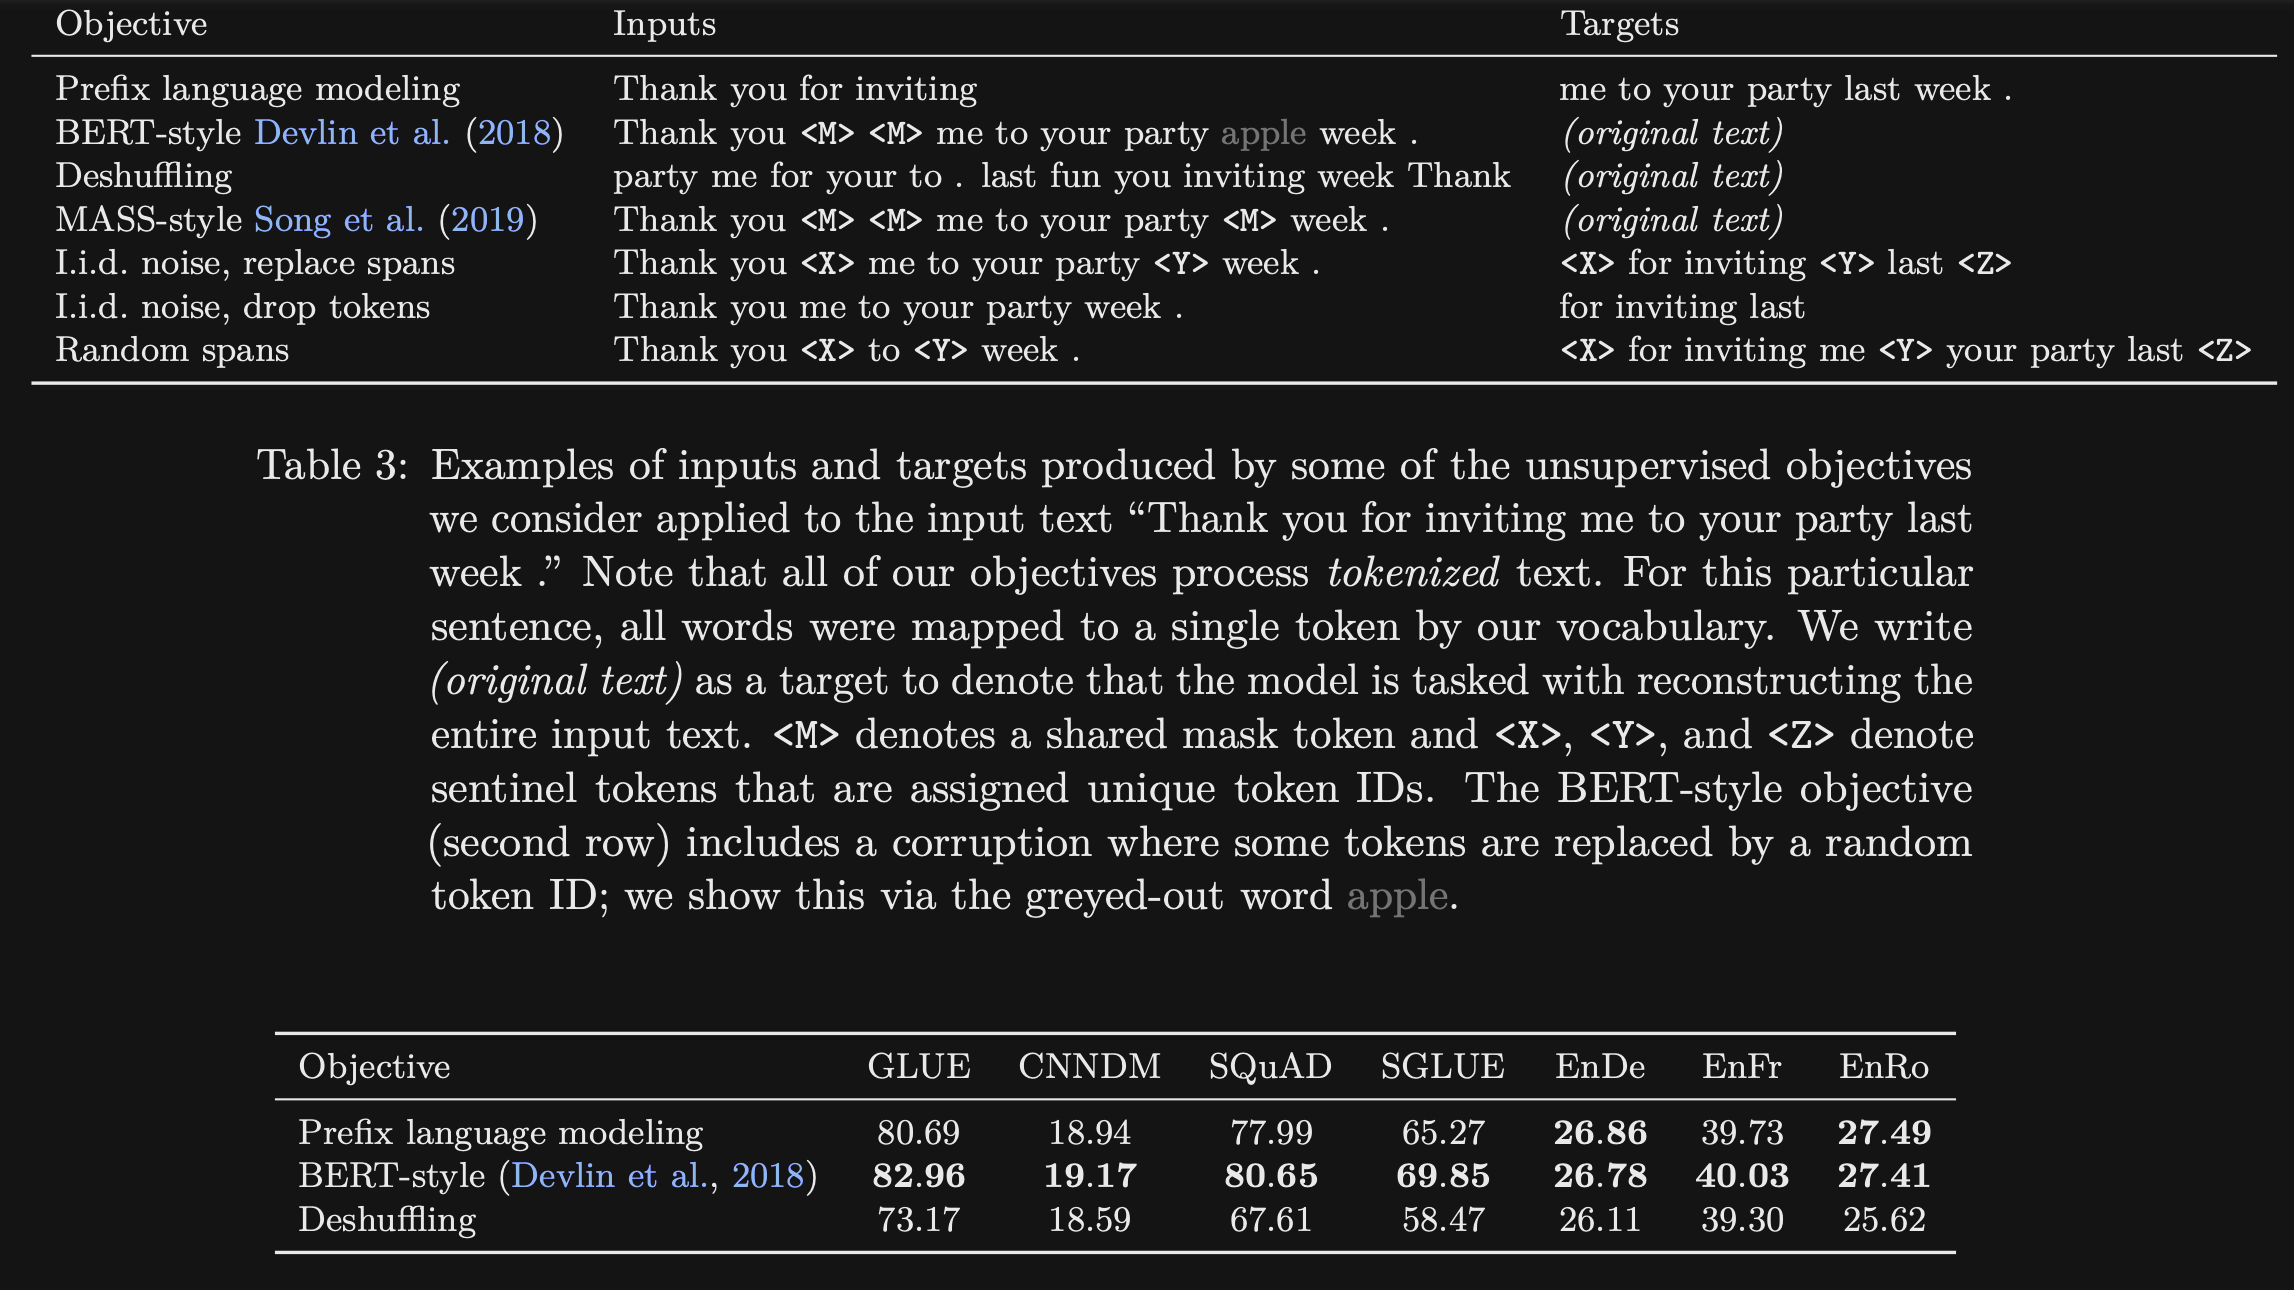 Objective Inputs Targets
Prefix language modeling Thank you for inviting me to your party last week .
BERT-style Devlin et al. (2018) Thank you <M> <M> me to your party apple week . (original text)
Deshuffling party me for your to . last fun you inviting week Thank (original text)
MASS-style Song et al. (2019) Thank you <M> <M> me to your party <M> week . (original text)
I.i.d. noise, replace spans Thank you <X> me to your party <Y> week . <X> for inviting <Y> last <Z>
I.i.d. noise, drop tokens Thank you me to your party week . for inviting last
Random spans Thank you <X> to <Y> week . <X> for inviting me <Y> your party last <Z>
Table 3: Examples of inputs and targets produced by some of the unsupervised objectives
we consider applied to the input text “Thank you for inviting me to your party last
week .” Note that all of our objectives process tokenized text. For this particular
sentence, all words were mapped to a single token by our vocabulary. We write
(original text) as a target to denote that the model is tasked with reconstructing the
entire input text. <M> denotes a shared mask token and <X>, <Y>, and <Z> denote
sentinel tokens that are assigned unique token IDs. The BERT-style objective
(second row) includes a corruption where some tokens are replaced by a random
token ID; we show this via the greyed-out word apple.
Objective GLUE CNNDM SQuAD SGLUE EnDe EnFr EnRo
Prefix language modeling 80.69 18.94 77.99 65.27 26.86 39.73 27.49
BERT-style (Devlin et al., 2018) 82.96 19.17 80.65 69.85 26.78 40.03 27.41
Deshuffling 73.17 18.59 67.61 58.47 26.11 39.30 25.62